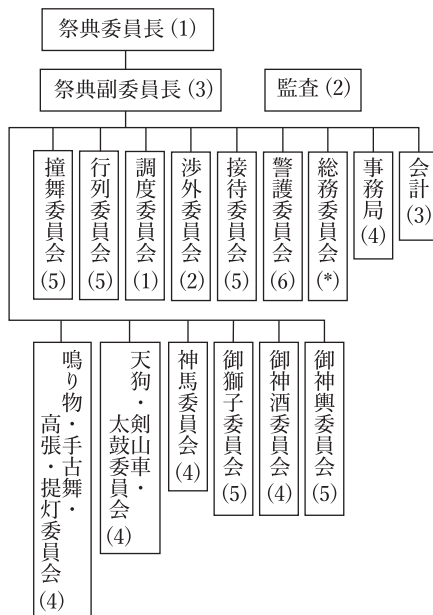 祭典委員長(1)
祭典副委員長(3)
監査(2)
会計(3)
事務局(4)
総務委員会(*)
警護委員会(6)
接待委員会(5)
渉外委員会(2)
調度委員会(1)
行列委員会(5)
撞舞委員会(5)
御神輿委員会(5)
御神酒委員会(4)
御獅子委員会(5)
神馬委員会(4)
天狗・剣山車・
太鼓委員会(4)
鳴り物・手古舞・
高張・提灯委員会(4)